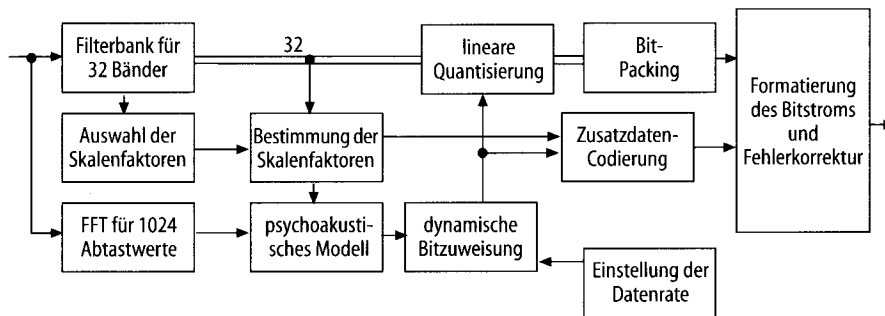 Filterbank für
32 Bänder
32
lineare
Quantisierung
Bit-
Packing
Formatierung
des Bitstroms
und
Fehlerkorrektur
Auswahl der
Skalenfaktoren
Bestimmung der
Skalenfaktoren
Zusatzdaten-
Codierung
FFT für 1024
Abtastwerte
psychoakusti-
sches Modell
dynamische
Bitzuweisung
Einstellung der
Datenrate